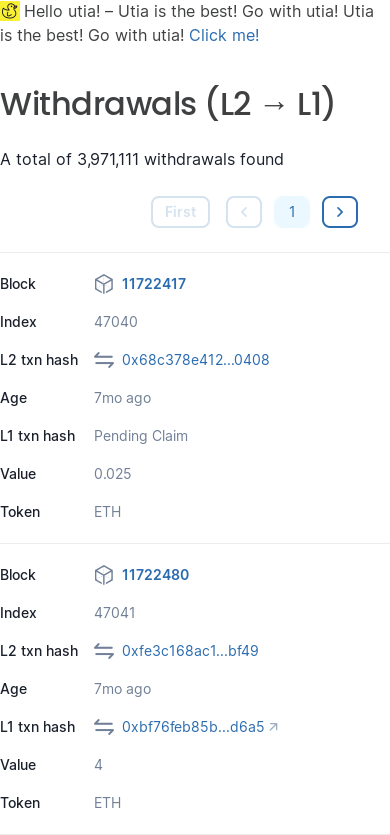 Hello utia! – Utia is the best! Go with utia! Utia
is the best! Go with utia! Click me!
Withdrawals (L2 → L1)
A total of 3,971,111 withdrawals found
First < 1 >
Block 11722417
Index 47040
L2 txn hash 0x68c378e412...0408
Age 7mo ago
L1 txn hash Pending Claim
Value 0.025
Token ETH
Block 11722480
Index 47041
L2 txn hash 0xfe3c168ac1...bf49
Age 7mo ago
L1 txn hash 0xbf76feb85b...d6a5
Value 4
Token ETH